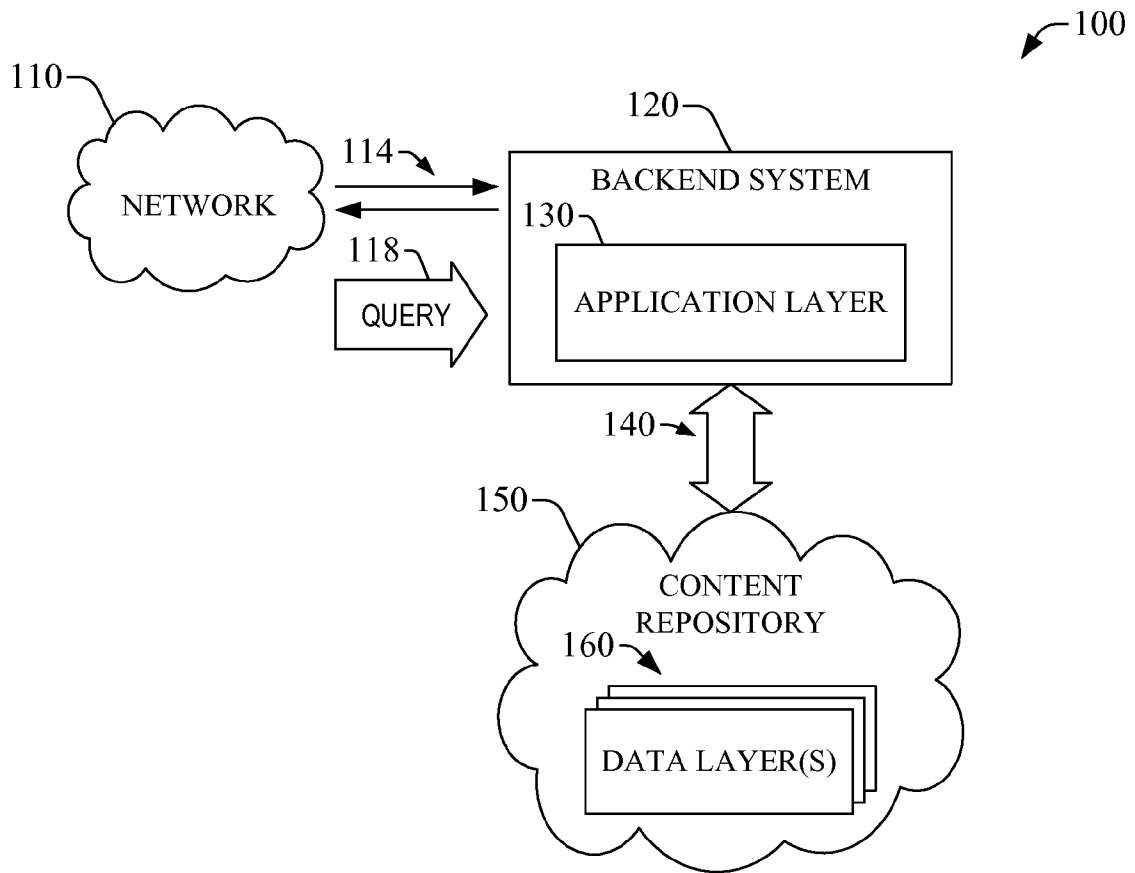 100
110
120
114
BACKEND SYSTEM
NETWORK
130
118
QUERY
APPLICATION LAYER
140
150
CONTENT
REPOSITORY
160
DATA LAYER(S)